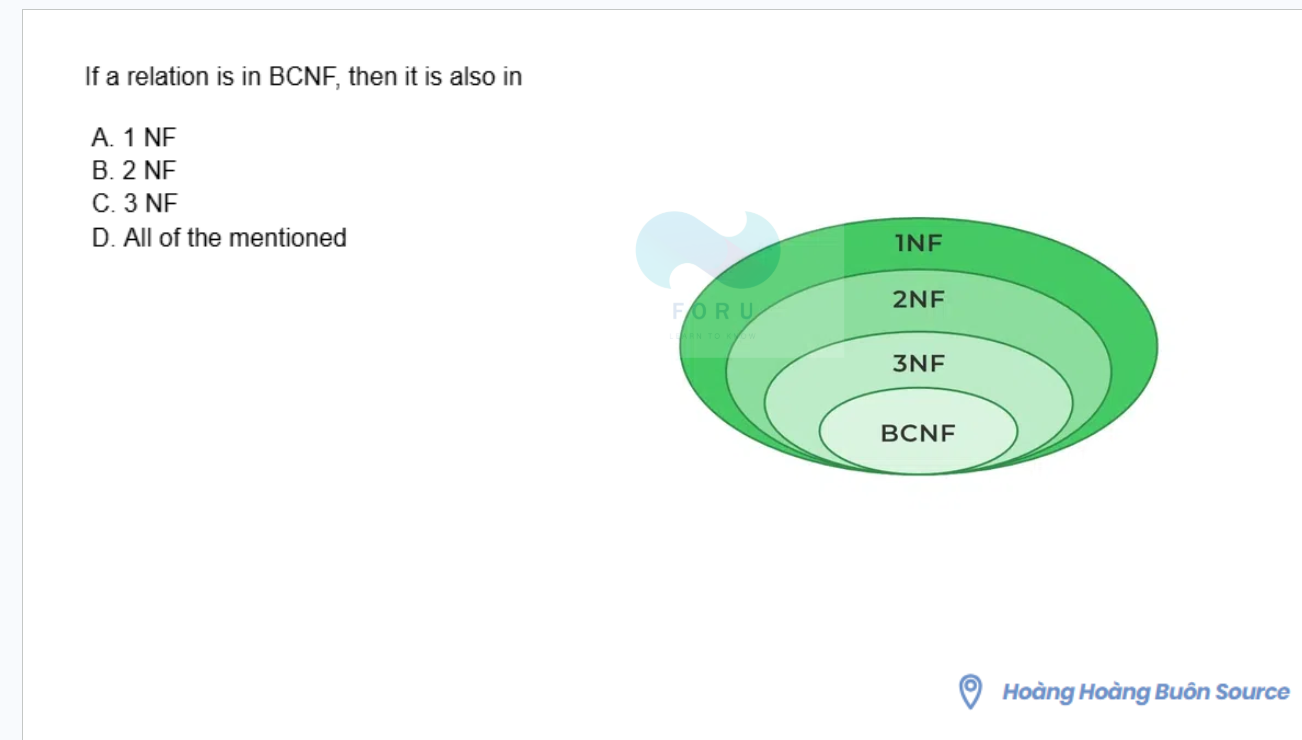 If a relation is in BCNF, then it is also in
A. 1 NF
B. 2 NF
C. 3 NF
D. All of the mentioned
1NF
2NF
3NF
BCNF
FORU
Hoàng Hoàng Buôn Source